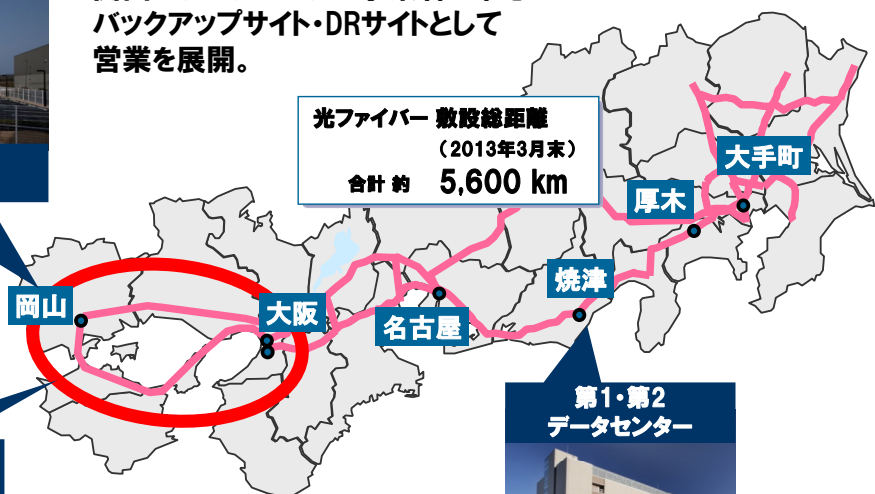 バックアップサイト・DRサイトとして
営業を展開。
光ファイバー 敷設総距離
（2013年3月末）
合計 約 5,600 km
大手町
厚木
焼津
岡山
大阪
名古屋
第1・第2
データセンター